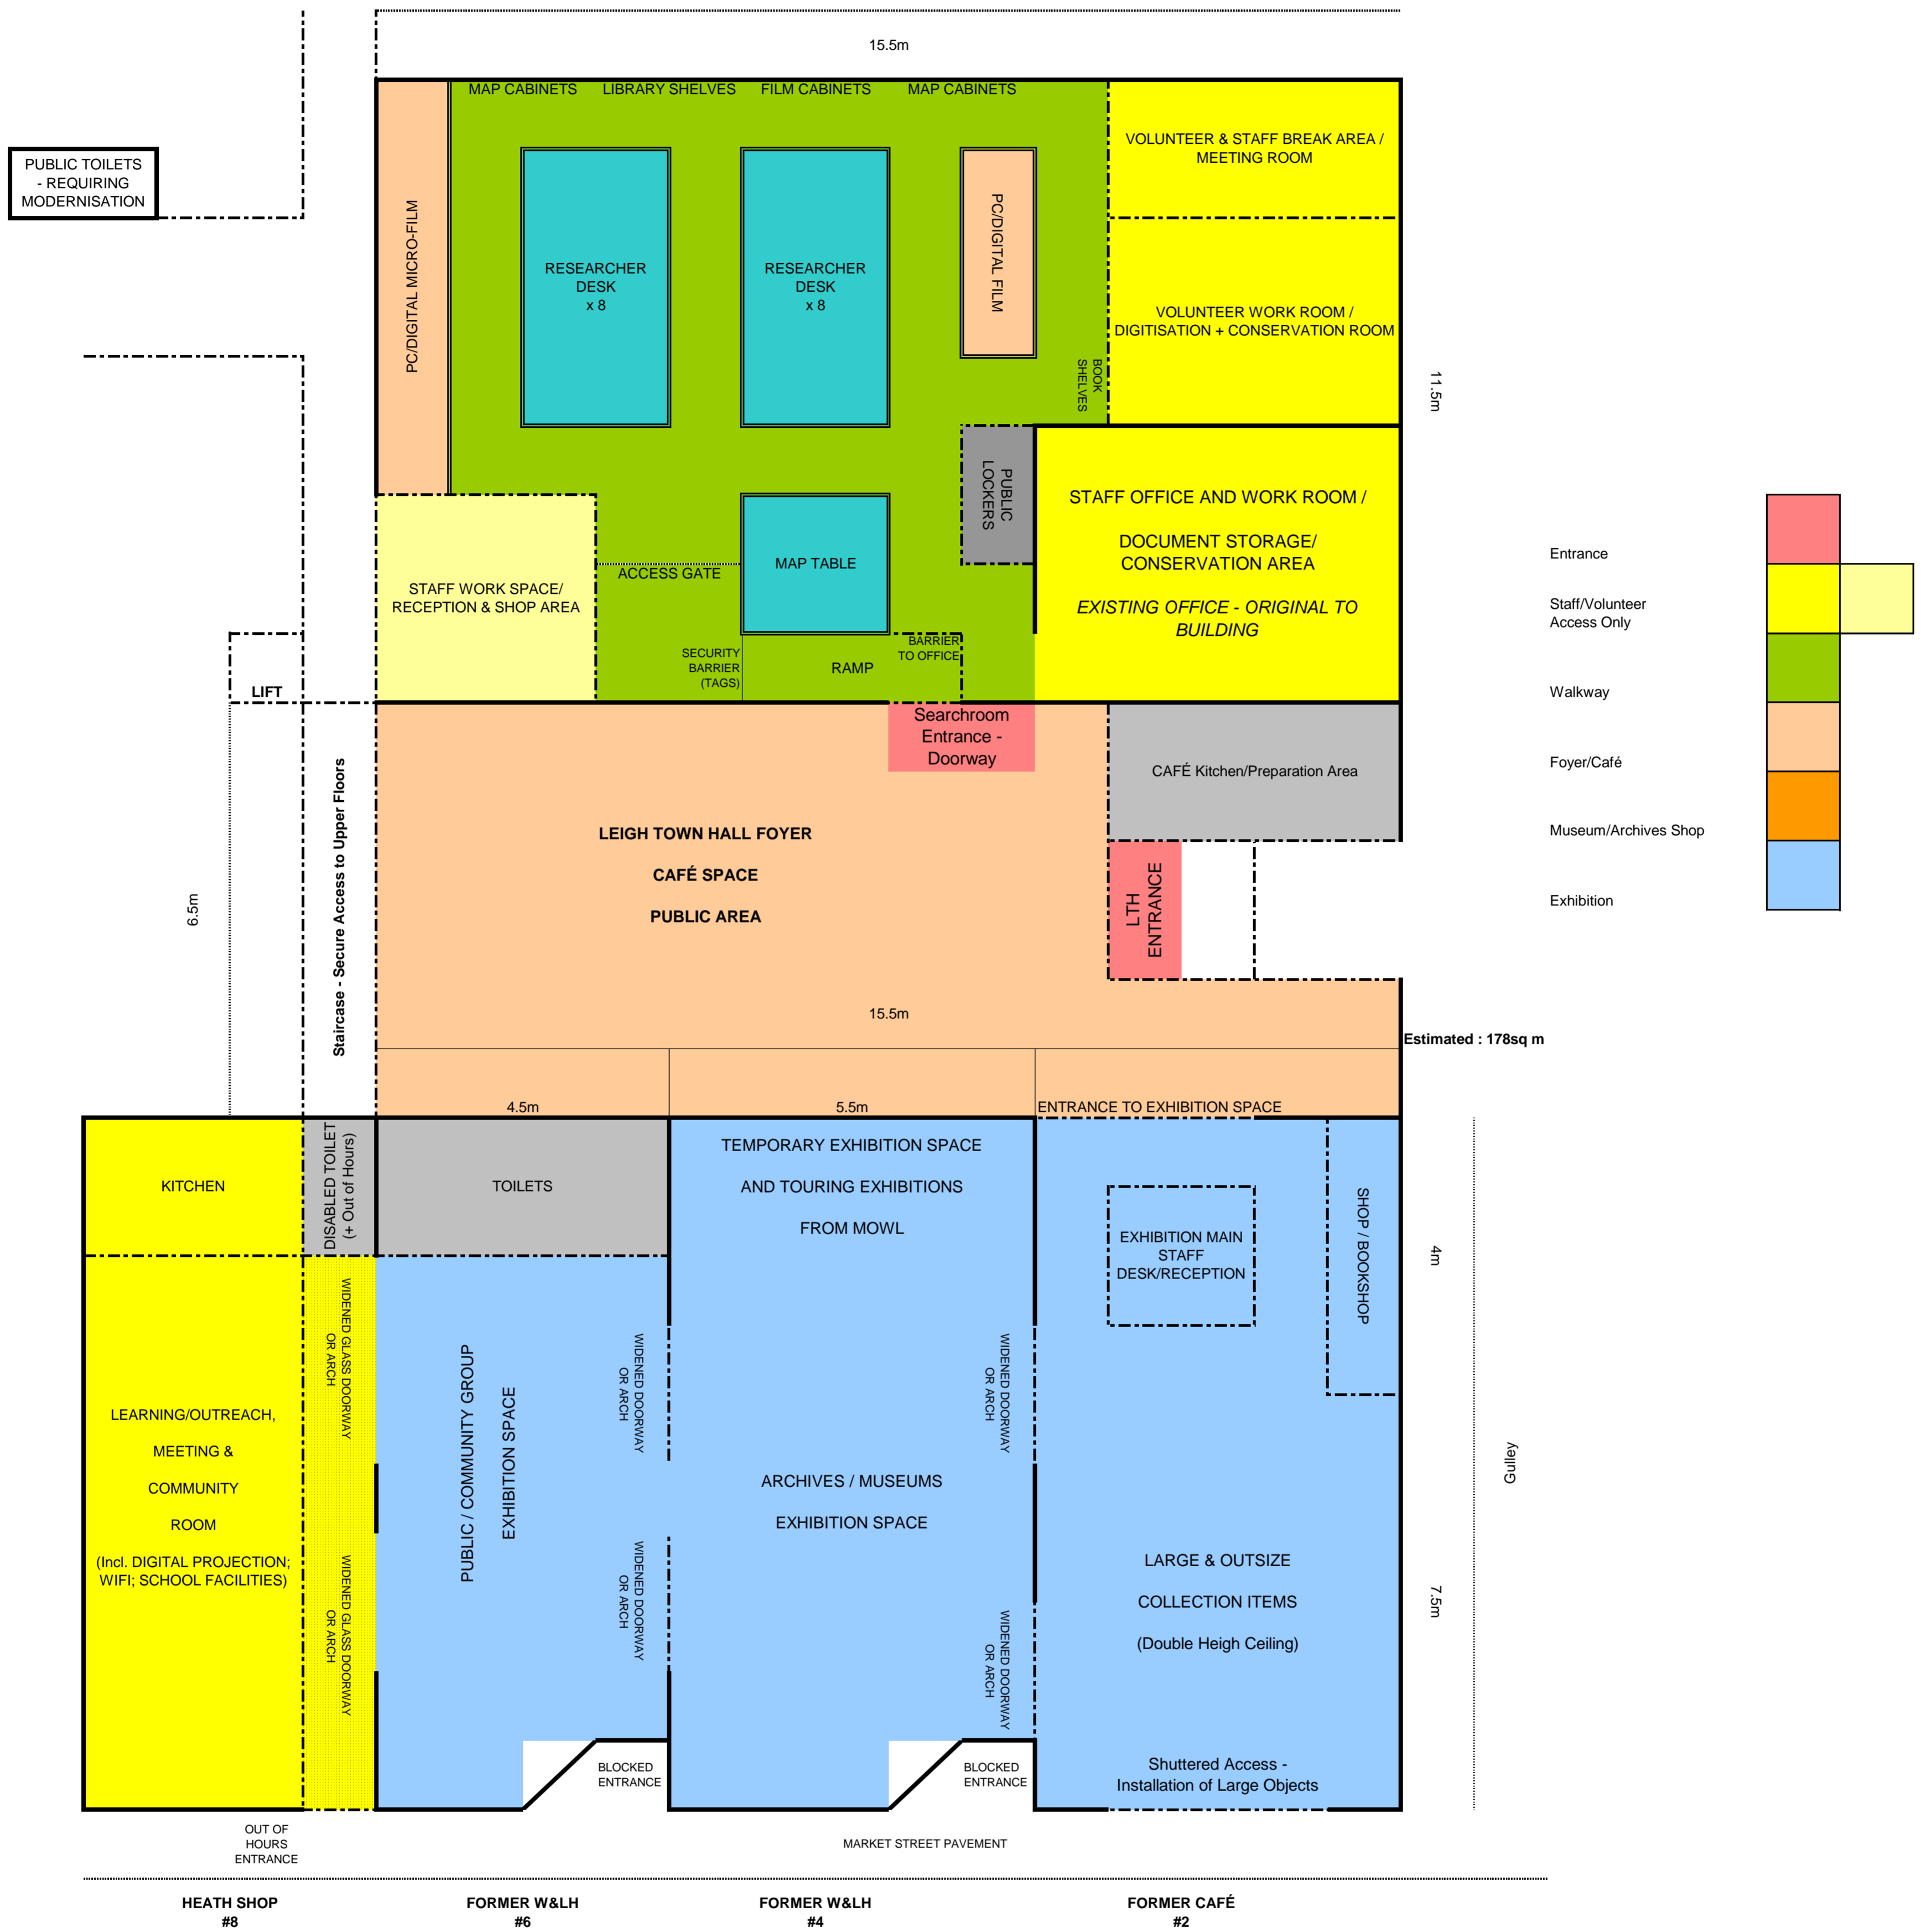 15.5m
MAP CABINETS
LIBRARY SHELVES
FILM CABINETS
MAP CABINETS
PUBLIC TOILETS
- REQUIRING
MODERNISATION
VOLUNTEER & STAFF BREAK AREA /
MEETING ROOM
PC/DIGITAL MICRO-FILM
RESEARCHER
DESK
x 8
RESEARCHER
DESK
x 8
PC/DIGITAL FILM
VOLUNTEER WORK ROOM /
DIGITISATION + CONSERVATION ROOM
BOOK
SHELVES
11.5m
PUBLIC
LOCKERS
STAFF OFFICE AND WORK ROOM /
DOCUMENT STORAGE/
CONSERVATION AREA
EXISTING OFFICE - ORIGINAL TO
BUILDING
STAFF WORK SPACE/
RECEPTION & SHOP AREA
ACCESS GATE
MAP TABLE
SECURITY
BARRIER
(TAGS)
RAMP
BARRIER
TO OFFICE
LIFT
Entrance
Staff/Volunteer
Access Only
Walkway
Foyer/Café
Museum/Archives Shop
Exhibition
Searchroom
Entrance -
Doorway
CAFÉ Kitchen/Preparation Area
Staircase - Secure Access to Upper Floors
6.5m
LEIGH TOWN HALL FOYER
CAFÉ SPACE
PUBLIC AREA
LTH
ENTRANCE
15.5m
Estimated : 178sq m
4.5m
5.5m
ENTRANCE TO EXHIBITION SPACE
KITCHEN
DISABLED TOILET
(+ Out of Hours)
TOILETS
TEMPORARY EXHIBITION SPACE
AND TOURING EXHIBITIONS
FROM MOWL
EXHIBITION MAIN
STAFF
DESK/RECEPTION
SHOP / BOOKSHOP
4m
WIDENED GLASS DOORWAY
OR ARCH
WIDENED DOORWAY
OR ARCH
WIDENED DOORWAY
OR ARCH
LEARNING/OUTREACH,
MEETING &
COMMUNITY
ROOM
(Incl. DIGITAL PROJECTION;
WIFI; SCHOOL FACILITIES)
PUBLIC / COMMUNITY GROUP
EXHIBITION SPACE
ARCHIVES / MUSEUMS
EXHIBITION SPACE
Gulley
WIDENED GLASS DOORWAY
OR ARCH
WIDENED DOORWAY
OR ARCH
WIDENED DOORWAY
OR ARCH
LARGE & OUTSIZE
COLLECTION ITEMS
(Double Heigh Ceiling)
7.5m
BLOCKED
ENTRANCE
BLOCKED
ENTRANCE
Shuttered Access -
Installation of Large Objects
OUT OF
HOURS
ENTRANCE
MARKET STREET PAVEMENT
HEATH SHOP
#8
FORMER W&LH
#6
FORMER W&LH
#4
FORMER CAFÉ
#2